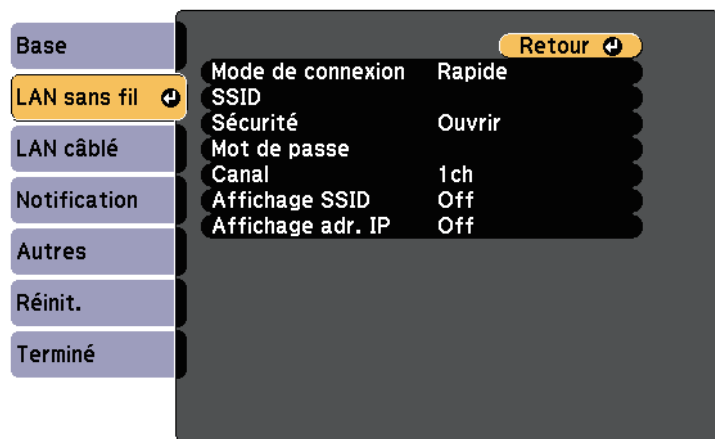 Base
LAN sans fil
LAN câblé
Notification
Autres
Réinit.
Terminé
Retour
Mode de connexion Rapide
SSID
Sécurité Ouvrir
Mot de passe
Canal 1ch
Affichage SSID Off
Affichage adr. IP Off